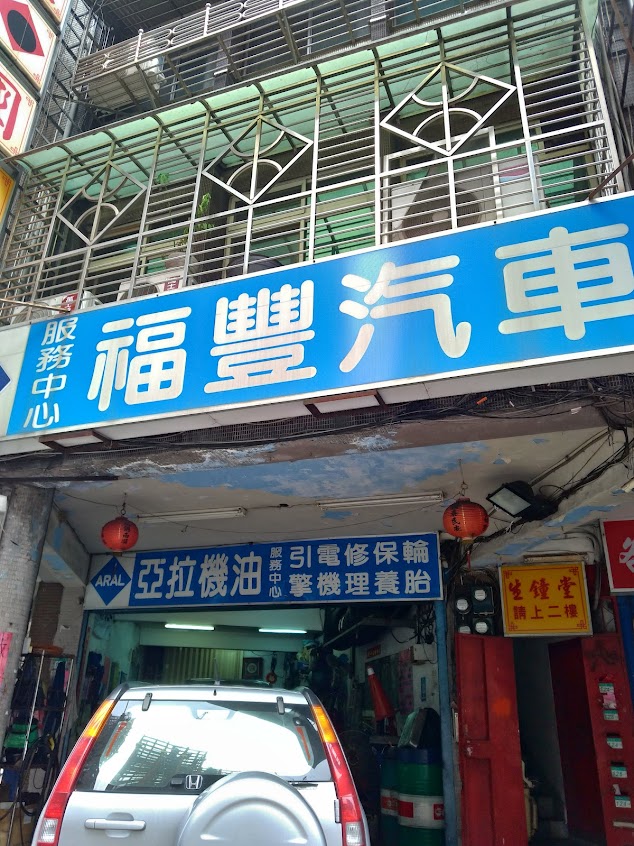 福豐汽車
服務中心
ARAL
亞拉機油
服務中心
引電修保輪
擎機理養胎
生鐘堂
請上二樓